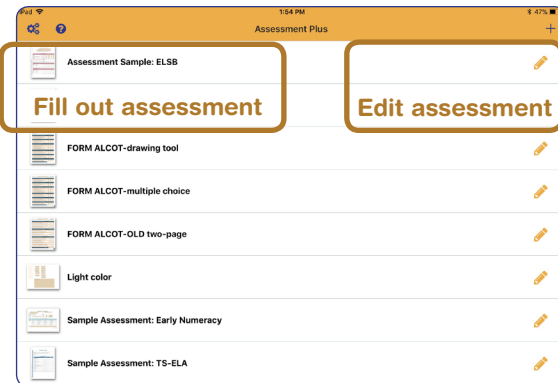 iPad 1:54 PM 47%
Assessment Plus
Assessment Sample: ELSB
Fill out assessment
Edit assessment
FORM ALCOT-drawing tool
FORM ALCOT-multiple choice
FORM ALCOT-OLD two-page
Light color
Sample Assessment: Early Numeracy
Sample Assessment: TS-ELA